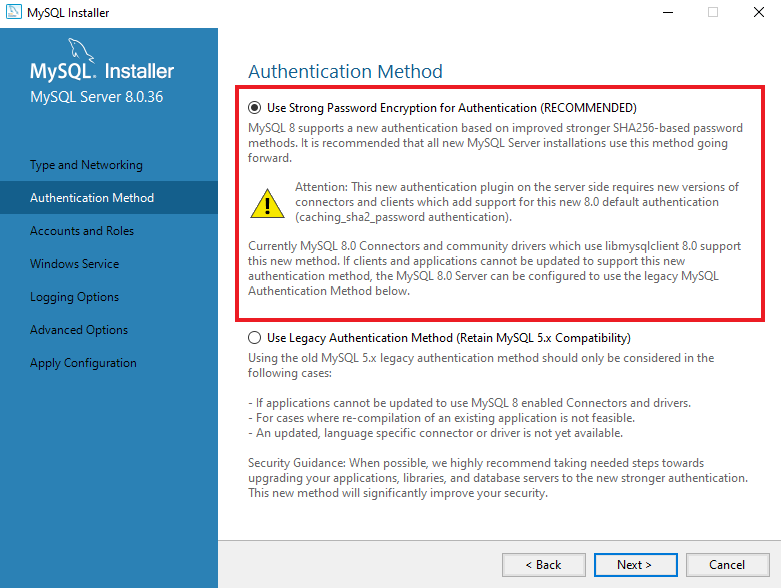 MySQL Installer
MySQL. Installer
MySQL Server 8.0.36
Type and Networking
Authentication Method
Accounts and Roles
Windows Service
Logging Options
Advanced Options
Apply Configuration
Authentication Method
Use Strong Password Encryption for Authentication (RECOMMENDED)
MySQL 8 supports a new authentication based on improved stronger SHA256-based password
methods. It is recommended that all new MySQL Server installations use this method going
forward.
Attention: This new authentication plugin on the server side requires new versions of
connectors and clients which add support for this new 8.0 default authentication
(caching_sha2_password authentication).
Currently MySQL 8.0 Connectors and community drivers which use libmysqlclient 8.0 support
this new method. If clients and applications cannot be updated to support this new
authentication method, the MySQL 8.0 Server can be configured to use the legacy MySQL
Authentication Method below.
Use Legacy Authentication Method (Retain MySQL 5.x Compatibility)
Using the old MySQL 5.x legacy authentication method should only be considered in the
following cases:
- If applications cannot be updated to use MySQL 8 enabled Connectors and drivers.
- For cases where re-compilation of an existing application is not feasible.
- An updated, language specific connector or driver is not yet available.
Security Guidance: When possible, we highly recommend taking needed steps towards
upgrading your applications, libraries, and database servers to the new stronger authentication.
This new method will significantly improve your security.
< Back
Next >
Cancel